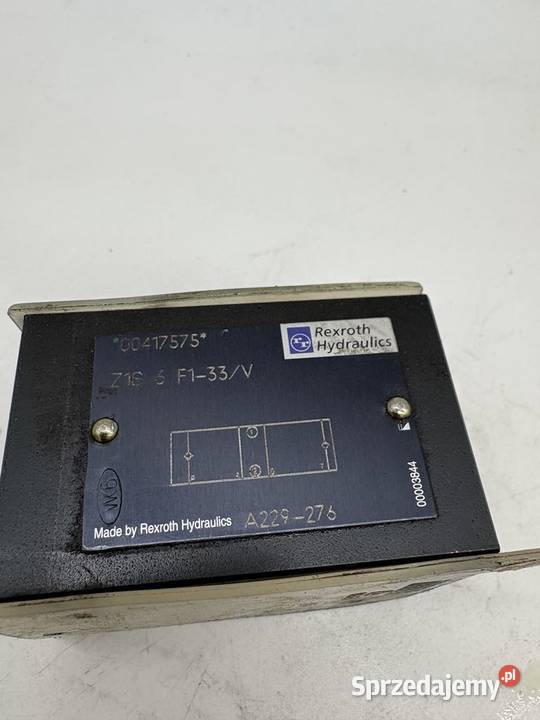 *00417575*
Rexroth
Hydraulics
Z1S 6 F1-33/V
00003844
Made by Rexroth Hydraulics A229-276
Sprzedajemy.pl